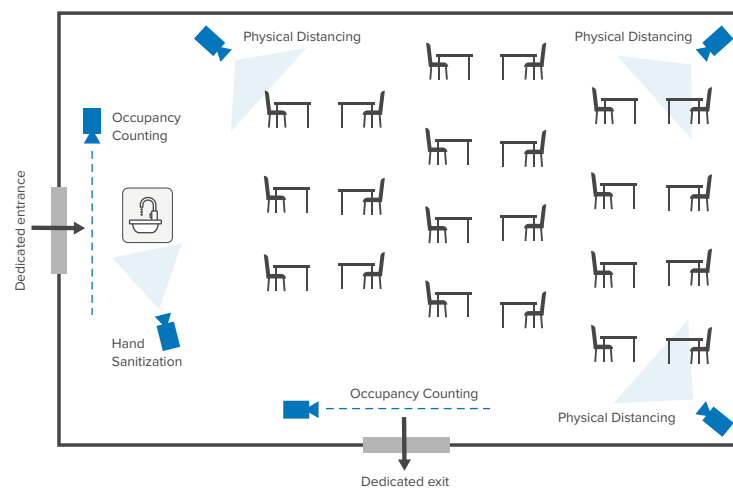 Physical Distancing
Physical Distancing
Occupancy
Counting
Dedicated entrance
Hand
Sanitization
Occupancy Counting
Physical Distancing
Dedicated exit